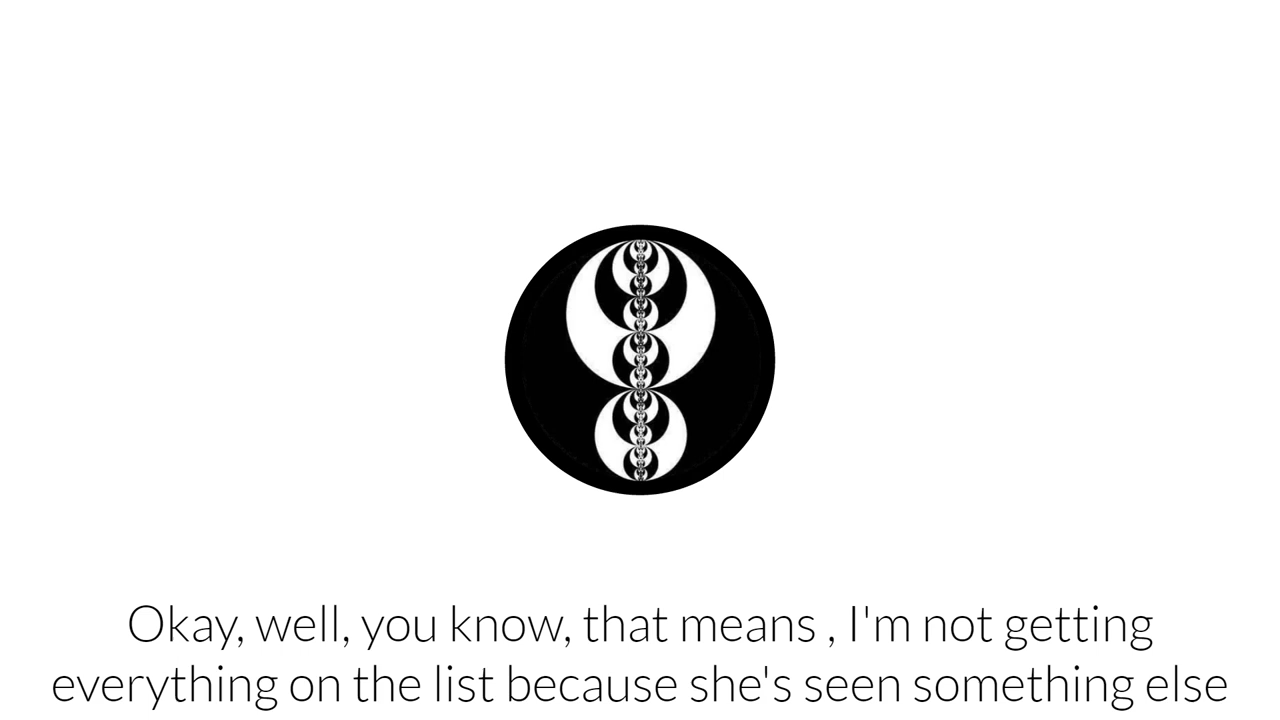 Okay, well, you know, that means , I'm not getting
everything on the list because she's seen something else